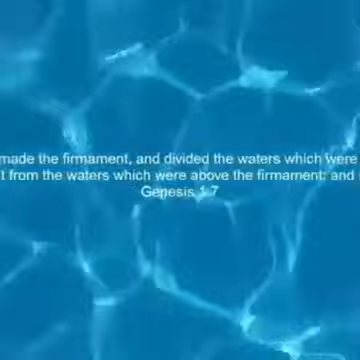 made the firmament, and divided the waters which were
t from the waters which were above the firmament: and
Genesis 1:7